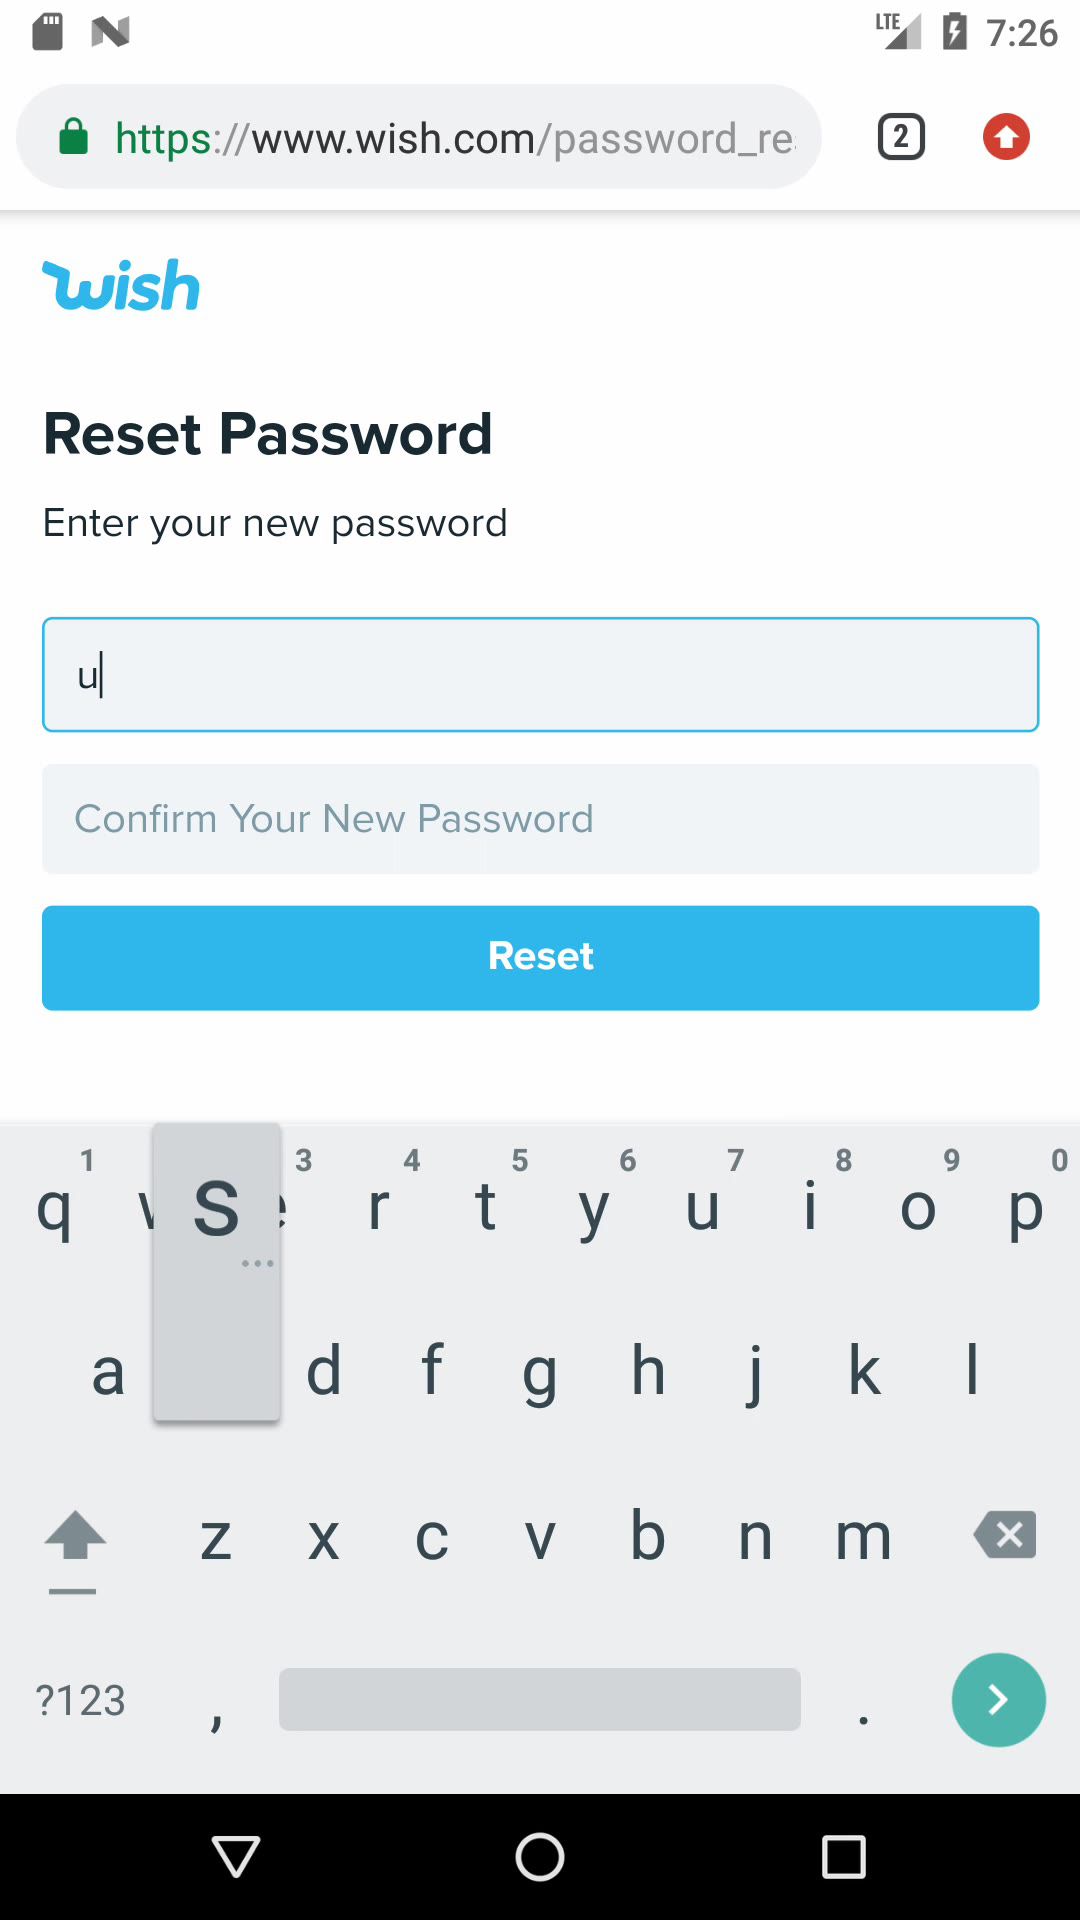 LTE 7:26
https://www.wish.com/password_re
2
wish
Reset Password
Enter your new password
u
Confirm Your New Password
Reset
1 3 4 5 6 7 8 9 0
q w s e r t y u i o p
a d f g h j k l
z x c v b n m
?123 , .